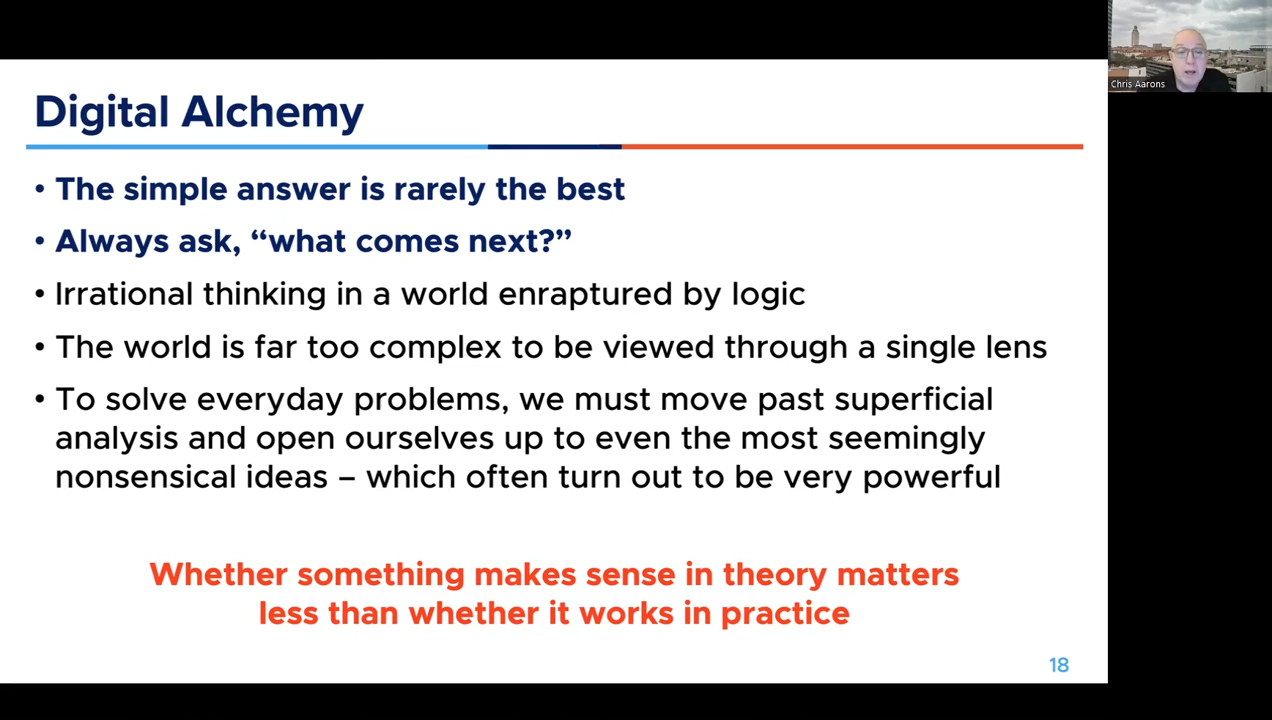 Digital Alchemy
• The simple answer is rarely the best
• Always ask, “what comes next?”
• Irrational thinking in a world enraptured by logic
• The world is far too complex to be viewed through a single lens
• To solve everyday problems, we must move past superficial
analysis and open ourselves up to even the most seemingly
nonsensical ideas – which often turn out to be very powerful
Whether something makes sense in theory matters
less than whether it works in practice
18
Chris Aarons